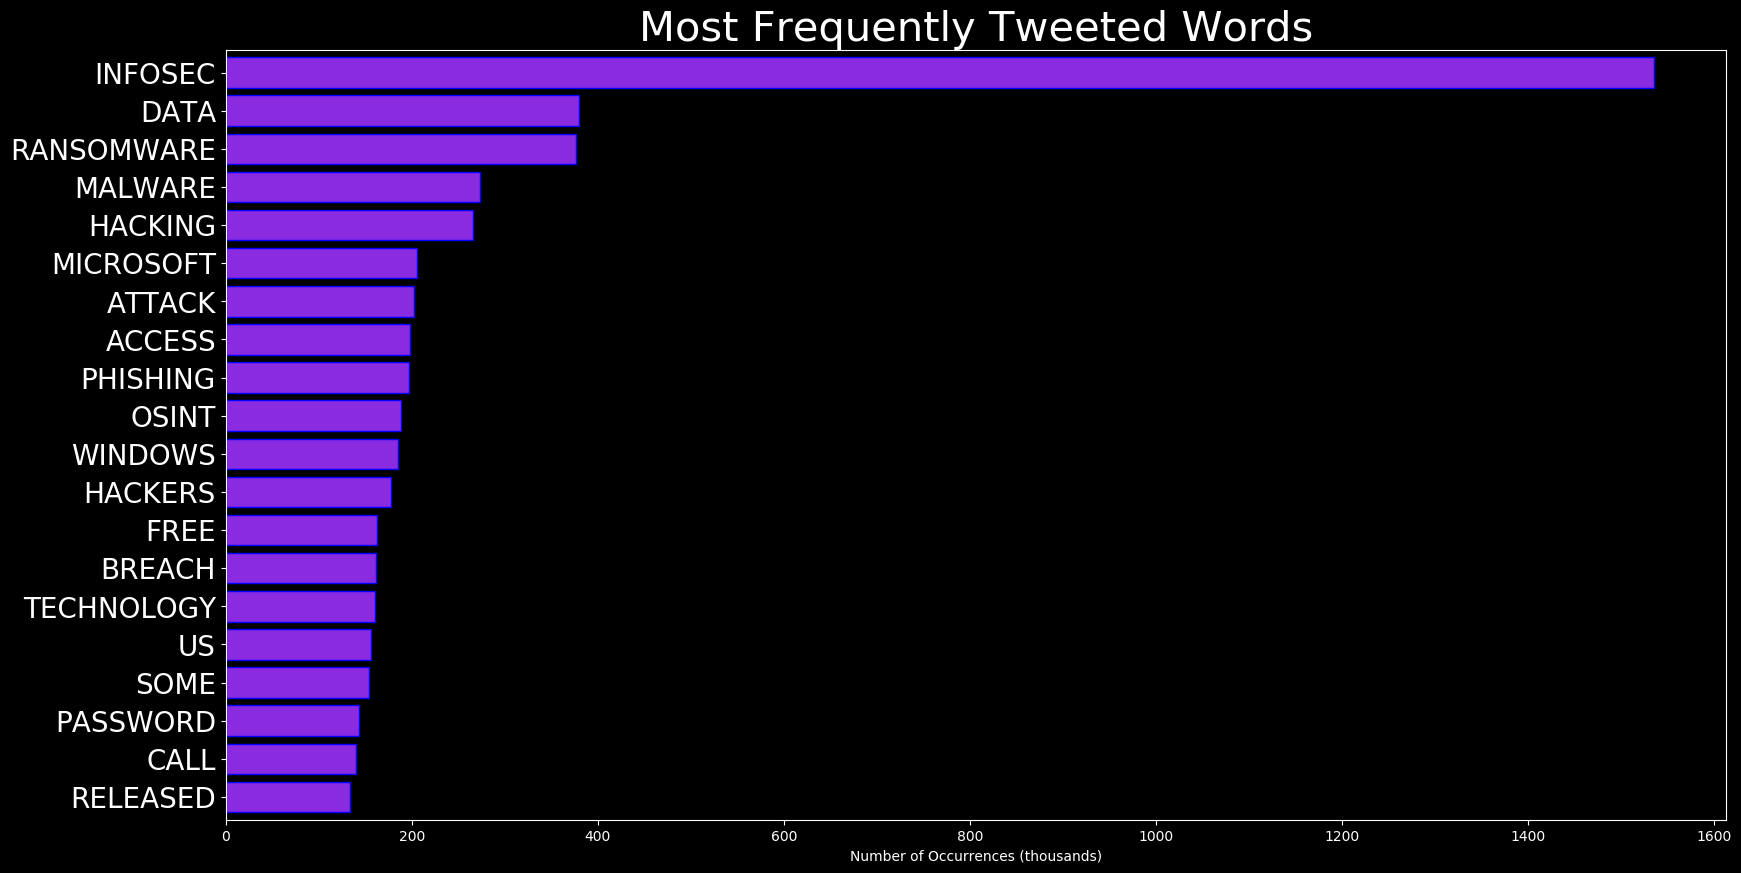 Most Frequently Tweeted Words
INFOSEC
DATA
RANSOMWARE
MALWARE
HACKING
MICROSOFT
ATTACK
ACCESS
PHISHING
OSINT
WINDOWS
HACKERS
FREE
BREACH
TECHNOLOGY
US
SOME
PASSWORD
CALL
RELEASED
0 200 400 600 800 1000 1200 1400 1600
Number of Occurrences (thousands)